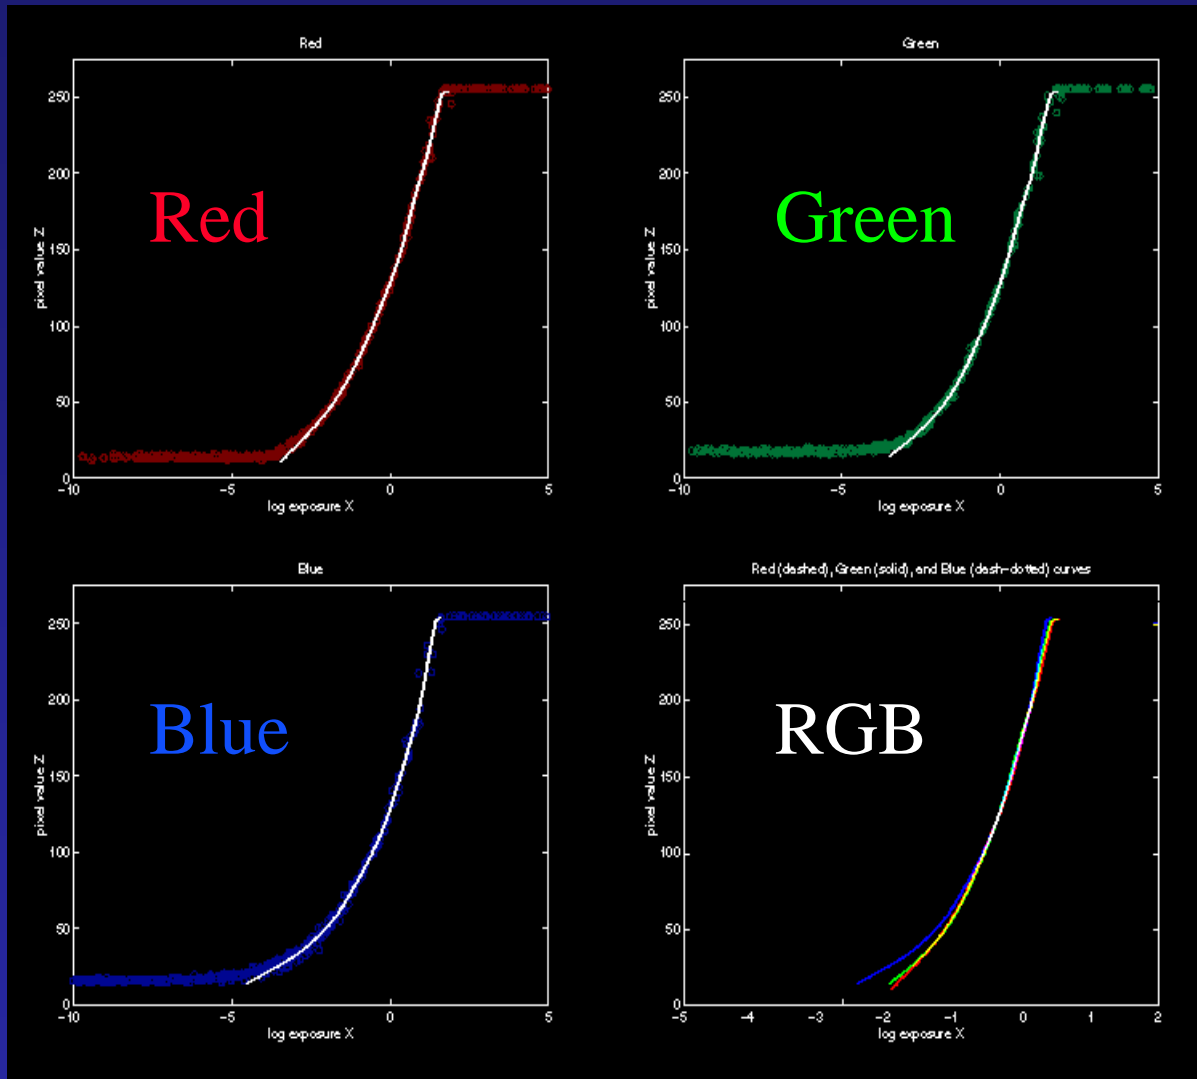 Red
250
200
150
100
50
0
pixel value Z
Red
-10
-5
0
5
log exposure X
Green
250
200
150
100
50
0
pixel value Z
Green
-10
-5
0
5
log exposure X
Blue
250
200
150
100
50
0
pixel value Z
Blue
-10
-5
0
5
log exposure X
Red (dashed), Green (solid), and Blue (dash-dotted) curves
250
200
150
100
50
0
pixel value Z
RGB
-5
-4
-3
-2
-1
0
1
2
log exposure X